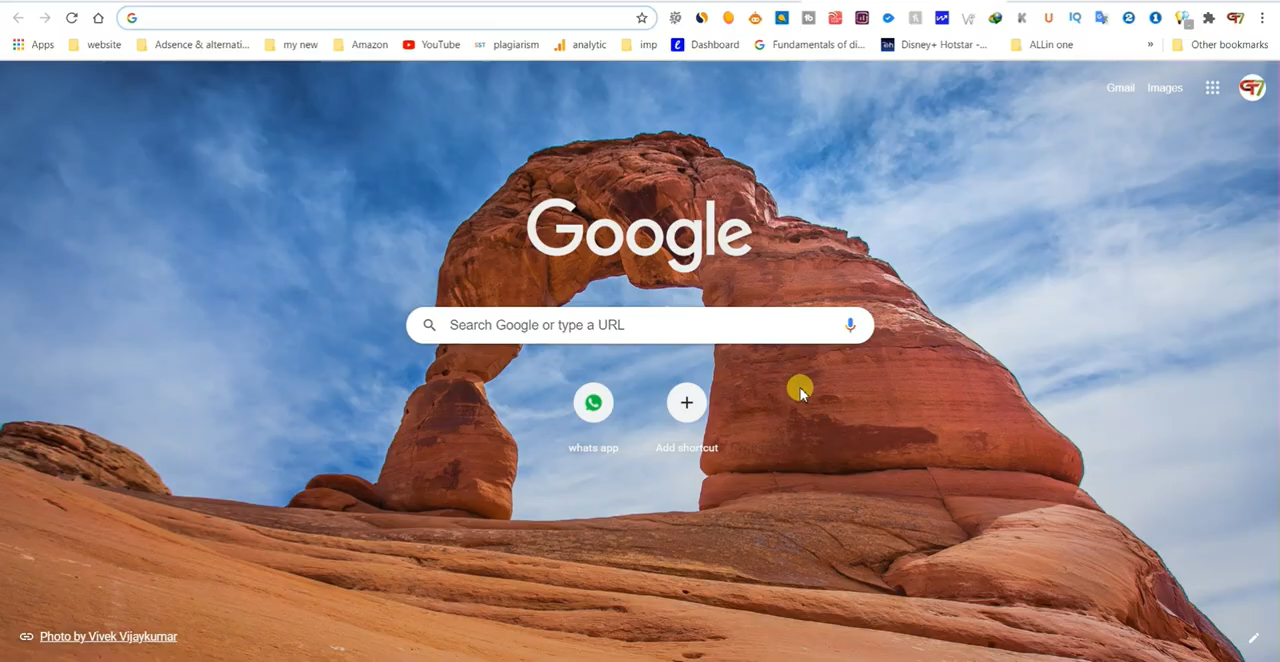 Apps website Adsence & alternati... my new Amazon YouTube SST plagiarism analytic imp Dashboard Fundamentals of di... Disney+ Hotstar -... ALLin one » Other bookmarks
Gmail Images
Google
Search Google or type a URL
whats app Add shortcut
Photo by Vivek Vijaykumar